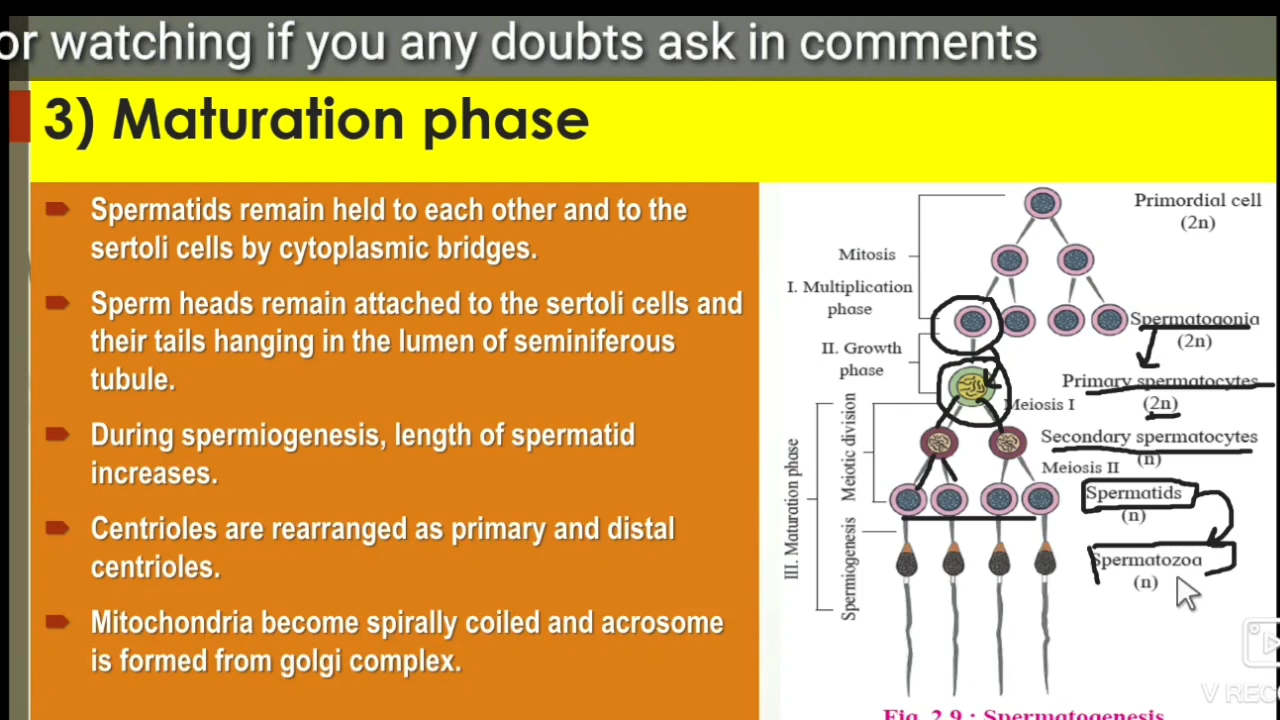 or watching if you any doubts ask in comments
3) Maturation phase
Spermatids remain held to each other and to the
sertoli cells by cytoplasmic bridges.
Sperm heads remain attached to the sertoli cells and
their tails hanging in the lumen of seminiferous
tubule.
During spermiogenesis, length of spermatid
increases.
Centrioles are rearranged as primary and distal
centrioles.
Mitochondria become spirally coiled and acrosome
is formed from golgi complex.
Primordial cell
(2n)
Mitosis
I. Multiplication
phase
Spermatogonia
(2n)
II. Growth
phase
Primary spermatocytes
(2n)
Meiosis I
Secondary spermatocytes
(n)
Meiosis II
Spermatids
(n)
Spermatozoa
(n)
III. Maturation phase
Meiotic division
Spermiogenesis
V REC
Fig. 2.9 : Spermatogenesis